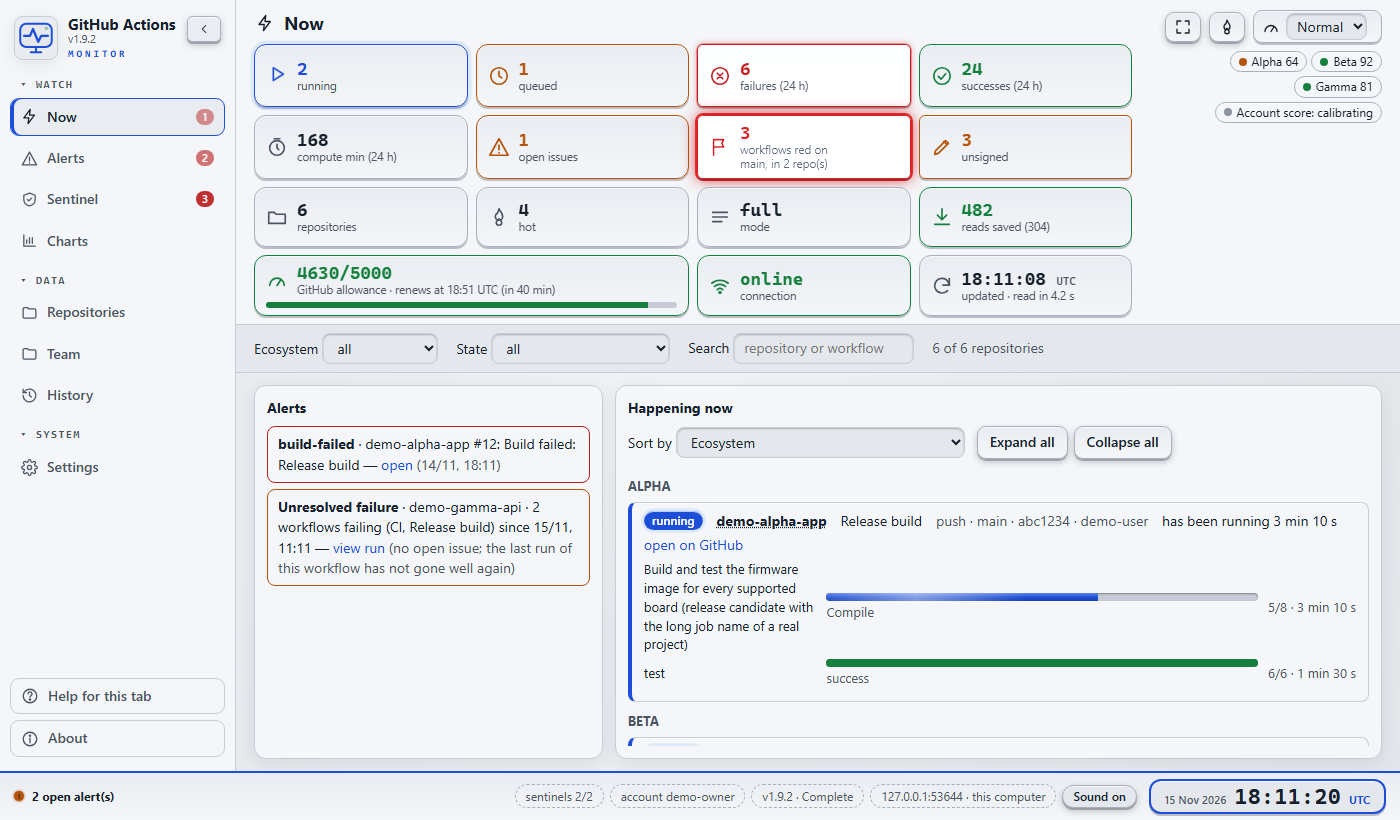 GitHub Actions
v1.9.2
MONITOR
WATCH
Now 1
Alerts 2
Sentinel 3
Charts
DATA
Repositories
Team
History
SYSTEM
Settings
Help for this tab
About
Now
Normal
Alpha 64
Beta 92
Gamma 81
Account score: calibrating
2
running
1
queued
6
failures (24 h)
24
successes (24 h)
168
compute min (24 h)
1
open issues
3
workflows red on
main, in 2 repo(s)
3
unsigned
6
repositories
4
hot
full
mode
482
reads saved (304)
4630/5000
GitHub allowance · renews at 18:51 UTC (in 40 min)
online
connection
18:11:08 UTC
updated · read in 4.2 s
Ecosystem all State all Search repository or workflow 6 of 6 repositories
Alerts
build-failed · demo-alpha-app #12: Build failed:
Release build — open (14/11, 18:11)
Unresolved failure · demo-gamma-api · 2
workflows failing (CI, Release build) since 15/11,
11:11 — view run (no open issue; the last run of
this workflow has not gone well again)
Happening now
Sort by Ecosystem Expand all Collapse all
ALPHA
running demo-alpha-app Release build push · main · abc1234 · demo-user has been running 3 min 10 s
open on GitHub
Build and test the firmware
image for every supported
board (release candidate with
the long job name of a real
project)
Compile
5/8 · 3 min 10 s
test
success
6/6 · 1 min 30 s
BETA
2 open alert(s)
sentinels 2/2
account demo-owner
v1.9.2 · Complete
127.0.0.1:53644 · this computer
Sound on
15 Nov 2026 18:11:20 UTC